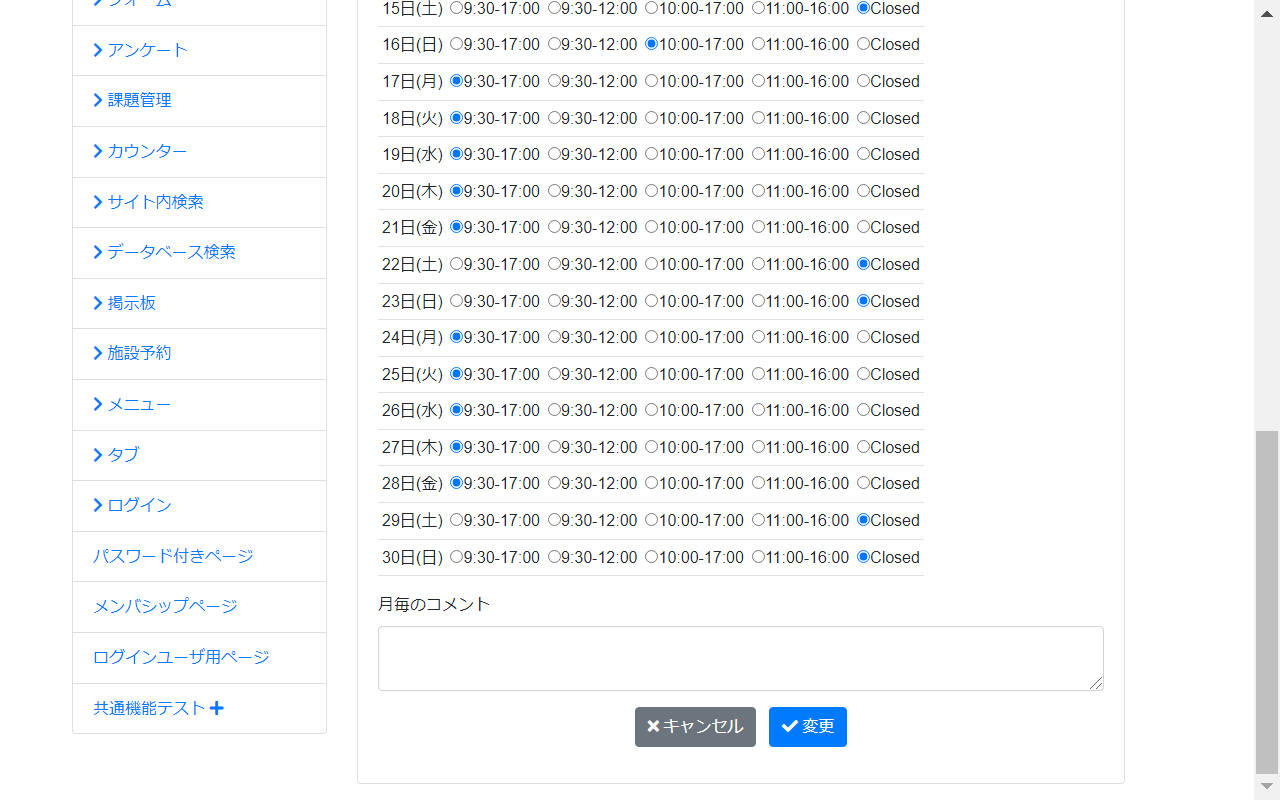 フォーム
アンケート
課題管理
カウンター
サイト内検索
データベース検索
掲示板
施設予約
メニュー
タブ
ログイン
パスワード付きページ
メンバシップページ
ログインユーザ用ページ
共通機能テスト
15日(土) 9:30-17:00 9:30-12:00 10:00-17:00 11:00-16:00 Closed
16日(日) 9:30-17:00 9:30-12:00 10:00-17:00 11:00-16:00 Closed
17日(月) 9:30-17:00 9:30-12:00 10:00-17:00 11:00-16:00 Closed
18日(火) 9:30-17:00 9:30-12:00 10:00-17:00 11:00-16:00 Closed
19日(水) 9:30-17:00 9:30-12:00 10:00-17:00 11:00-16:00 Closed
20日(木) 9:30-17:00 9:30-12:00 10:00-17:00 11:00-16:00 Closed
21日(金) 9:30-17:00 9:30-12:00 10:00-17:00 11:00-16:00 Closed
22日(土) 9:30-17:00 9:30-12:00 10:00-17:00 11:00-16:00 Closed
23日(日) 9:30-17:00 9:30-12:00 10:00-17:00 11:00-16:00 Closed
24日(月) 9:30-17:00 9:30-12:00 10:00-17:00 11:00-16:00 Closed
25日(火) 9:30-17:00 9:30-12:00 10:00-17:00 11:00-16:00 Closed
26日(水) 9:30-17:00 9:30-12:00 10:00-17:00 11:00-16:00 Closed
27日(木) 9:30-17:00 9:30-12:00 10:00-17:00 11:00-16:00 Closed
28日(金) 9:30-17:00 9:30-12:00 10:00-17:00 11:00-16:00 Closed
29日(土) 9:30-17:00 9:30-12:00 10:00-17:00 11:00-16:00 Closed
30日(日) 9:30-17:00 9:30-12:00 10:00-17:00 11:00-16:00 Closed
月毎のコメント
キャンセル 変更